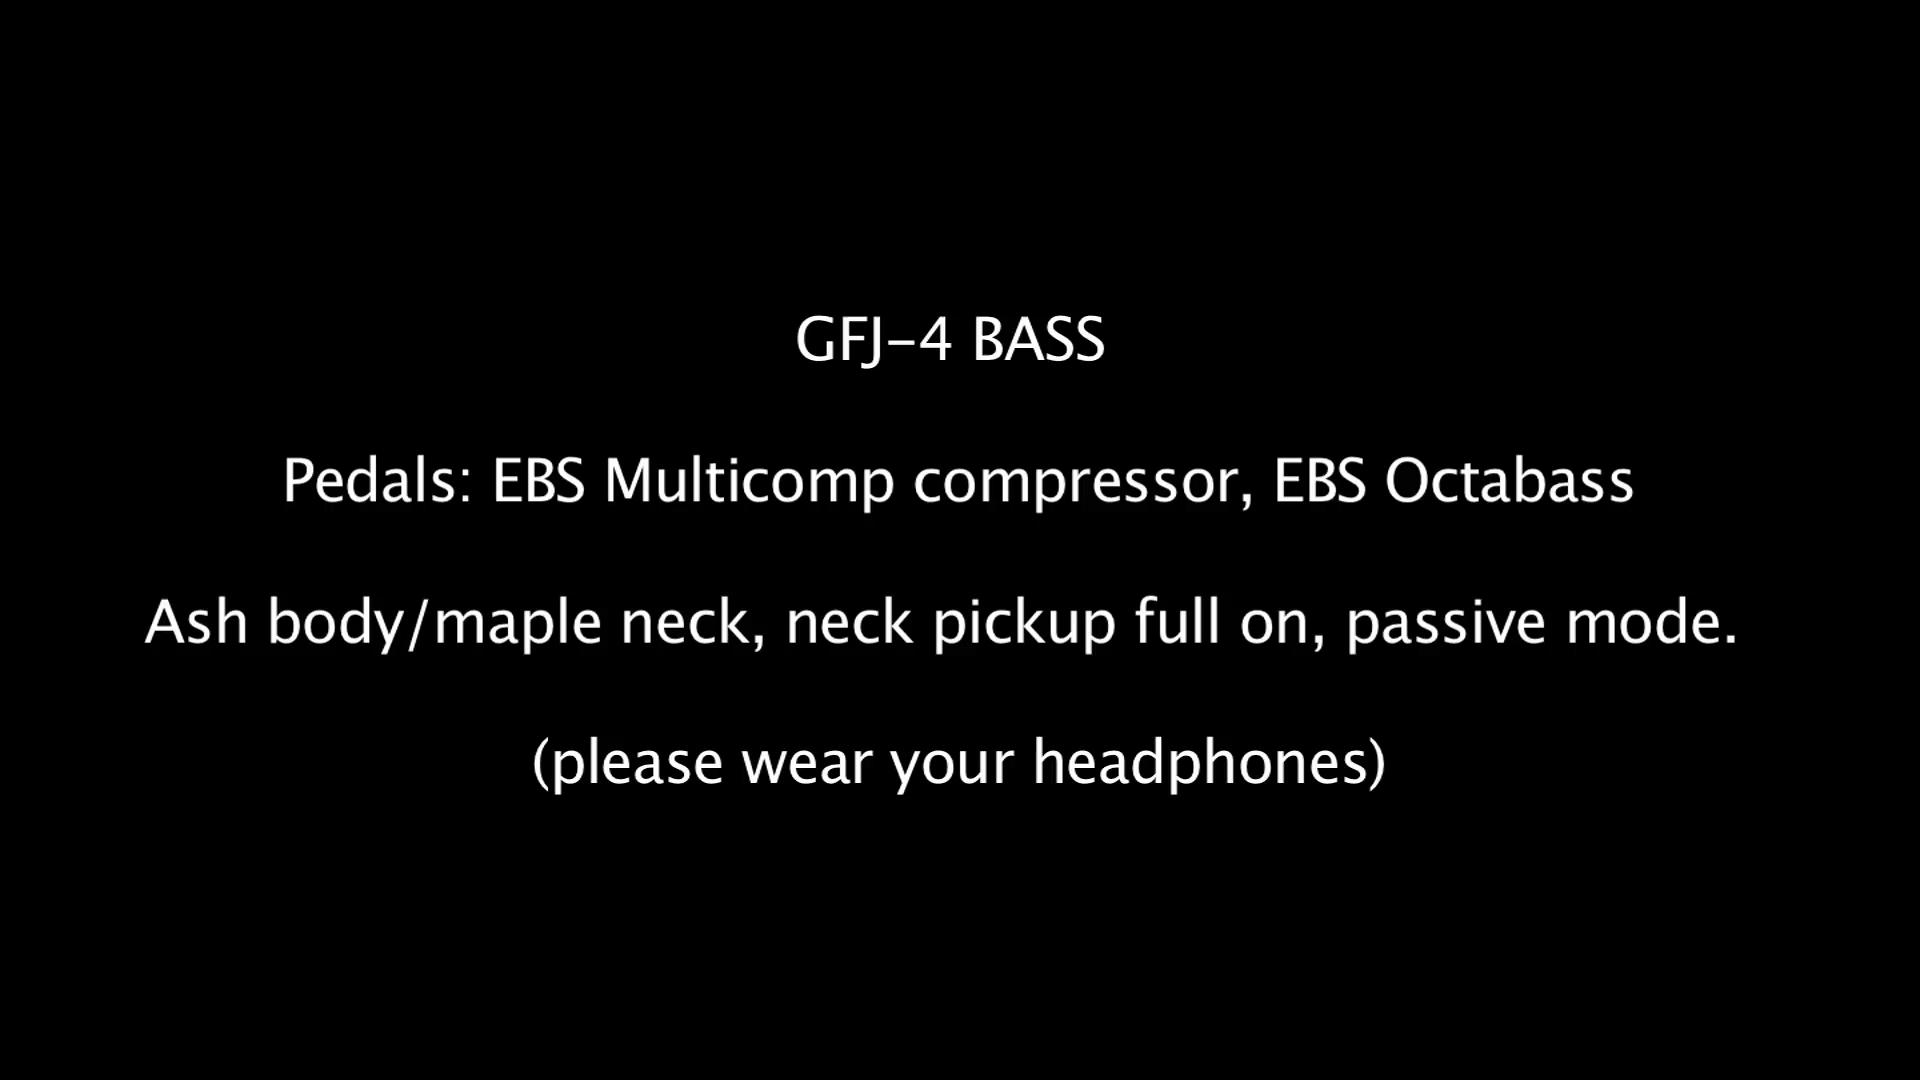 GFJ-4 BASS
Pedals: EBS Multicomp compressor, EBS Octabass
Ash body/maple neck, neck pickup full on, passive mode.
(please wear your headphones)